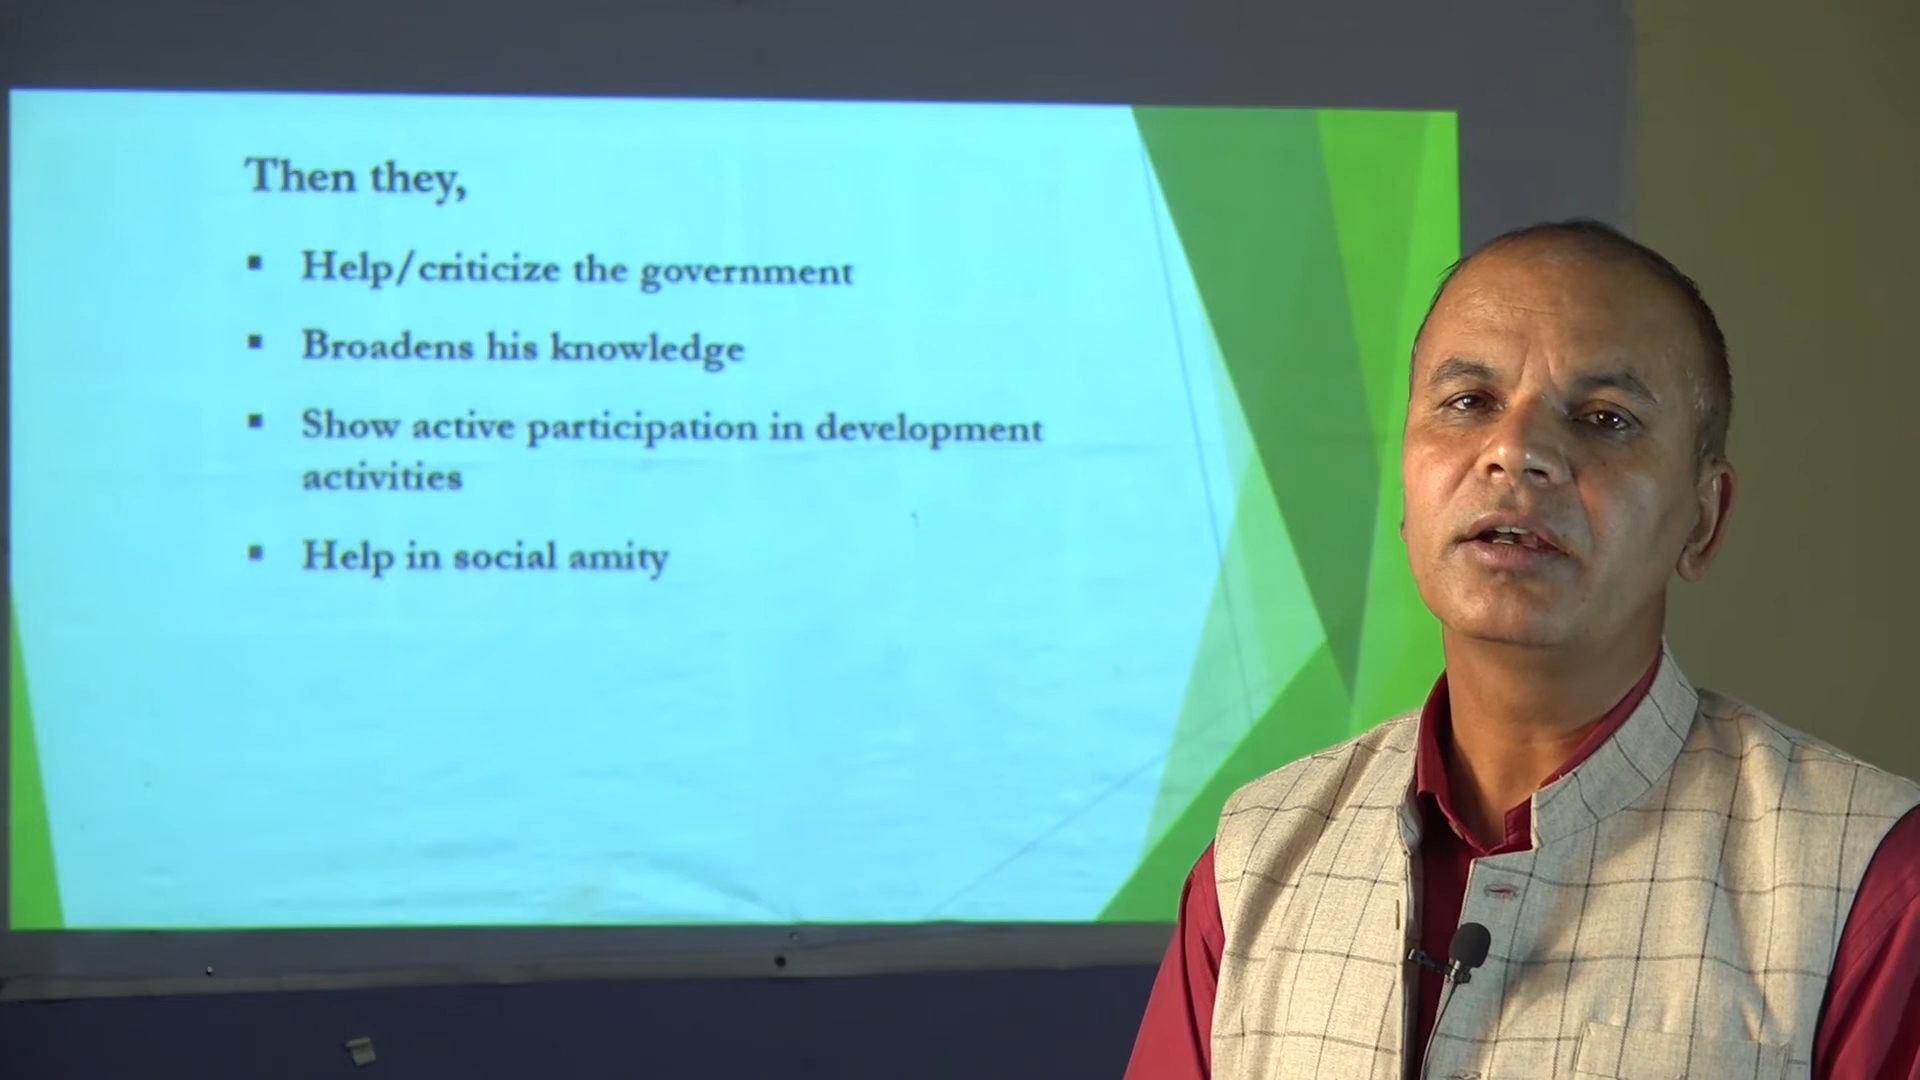 Then they,
▪ Help/criticize the government
▪ Broadens his knowledge
▪ Show active participation in development
activities
▪ Help in social amity